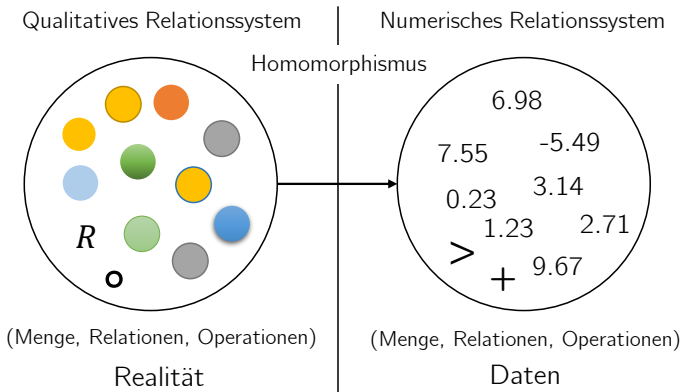 Qualitatives Relationssystem
Numerisches Relationssystem
Homomorphismus
6.98
7.55
-5.49
0.23
3.14
1.23
2.71
R
>
+
9.67
∘
(Menge, Relationen, Operationen)
(Menge, Relationen, Operationen)
Realität
Daten